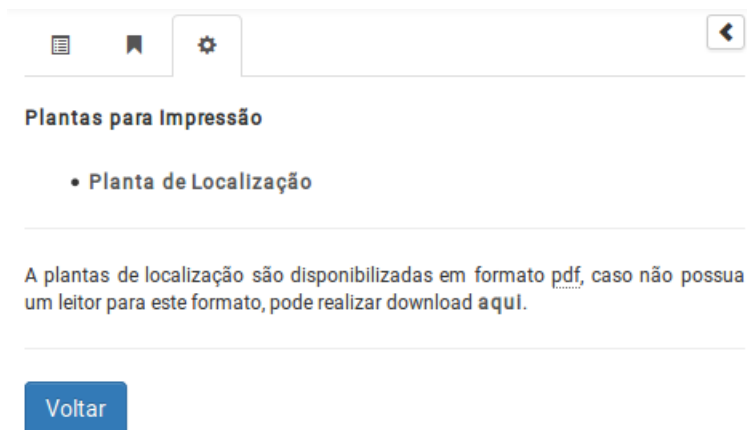 Plantas para Impressão
Planta de Localização
A plantas de localização são disponibilizadas em formato pdf, caso não possua
um leitor para este formato, pode realizar download aqui.
Voltar